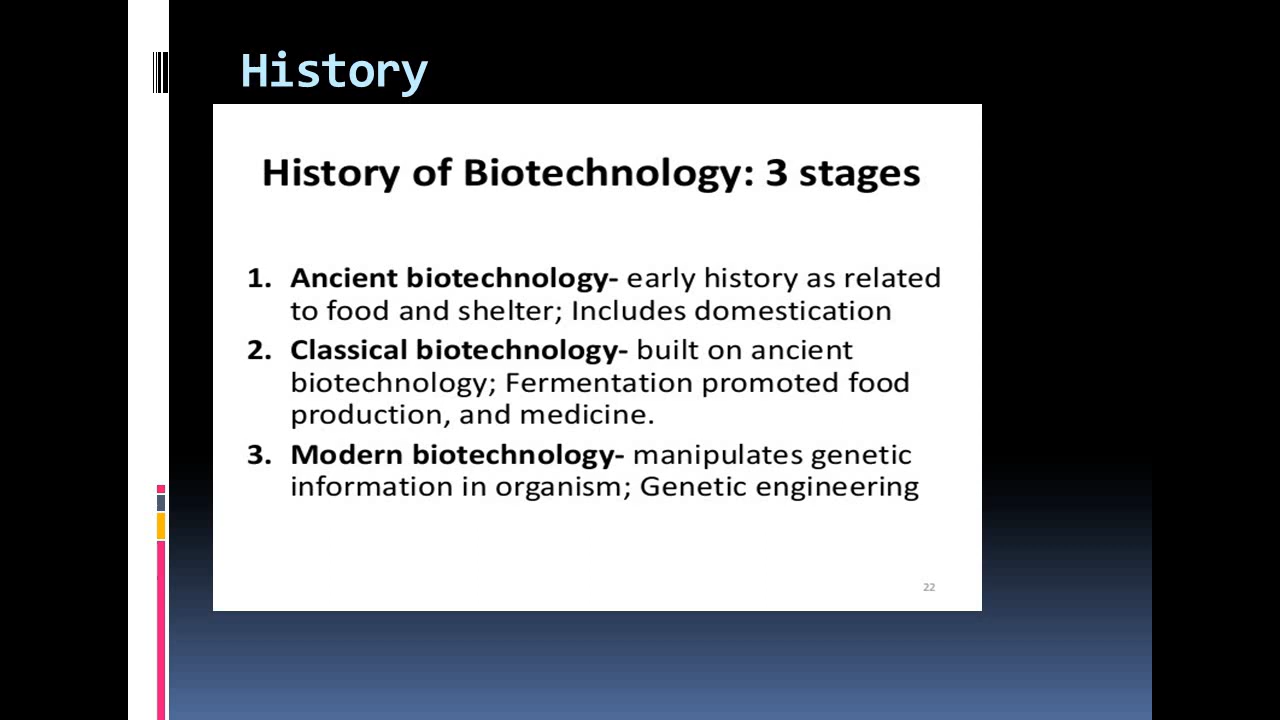 History
History of Biotechnology: 3 stages
1. Ancient biotechnology- early history as related
to food and shelter; Includes domestication
2. Classical biotechnology- built on ancient
biotechnology; Fermentation promoted food
production, and medicine.
3. Modern biotechnology- manipulates genetic
information in organism; Genetic engineering
22